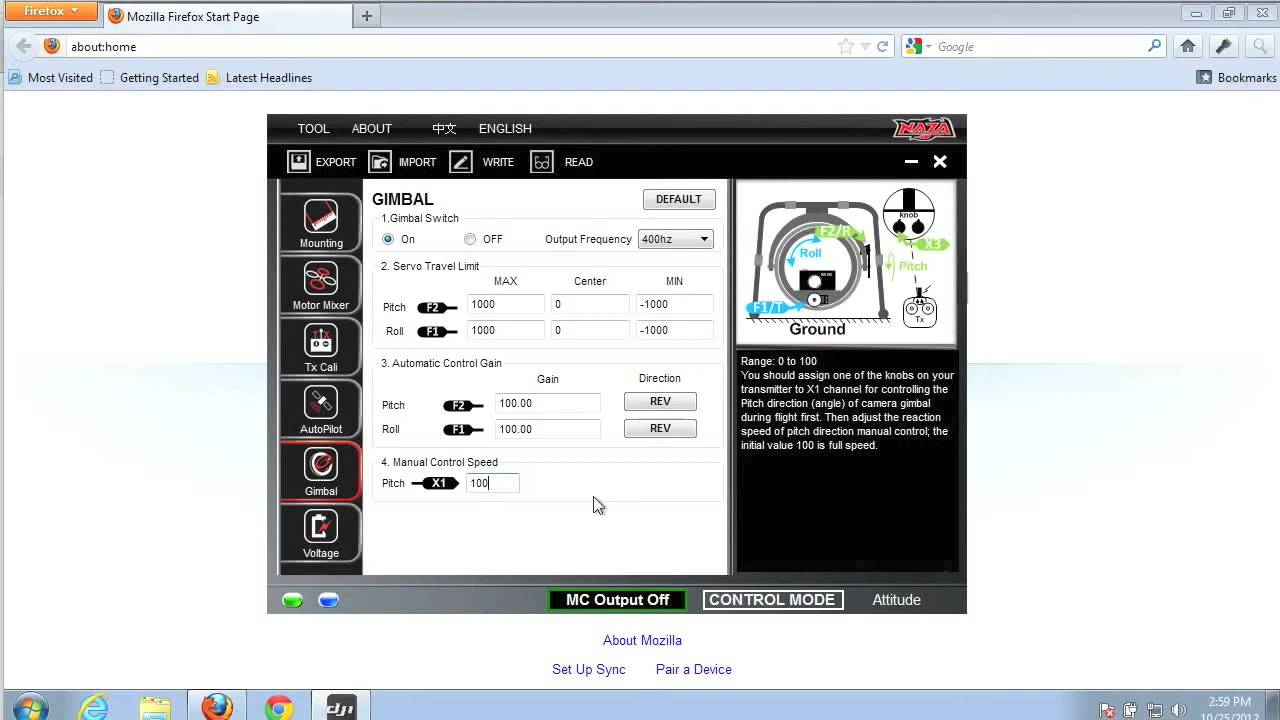 Firefox
Mozilla Firefox Start Page
about:home
Google
Most Visited
Getting Started
Latest Headlines
Bookmarks
TOOL ABOUT 中文 ENGLISH
NAZA
EXPORT IMPORT WRITE READ
Mounting
Motor Mixer
TX
Tx Cali
AutoPilot
Gimbal
Voltage
GIMBAL
DEFAULT
1.Gimbal Switch
On OFF Output Frequency 400hz
2. Servo Travel Limit
MAX Center MIN
Pitch F2 1000 0 -1000
Roll F1 1000 0 -1000
3. Automatic Control Gain
Gain Direction
Pitch F2 100.00 REV
Roll F1 100.00 REV
4. Manual Control Speed
Pitch X1 100
knob
F2/R
X3
Roll
Pitch
F1/T
Tx
Ground
Range: 0 to 100
You should assign one of the knobs on your
transmitter to X1 channel for controlling the
Pitch direction (angle) of camera gimbal
during flight first. Then adjust the reaction
speed of pitch direction manual control; the
initial value 100 is full speed.
MC Output Off CONTROL MODE Attitude
About Mozilla
Set Up Sync Pair a Device
dji
2:59 PM
10/25/2012